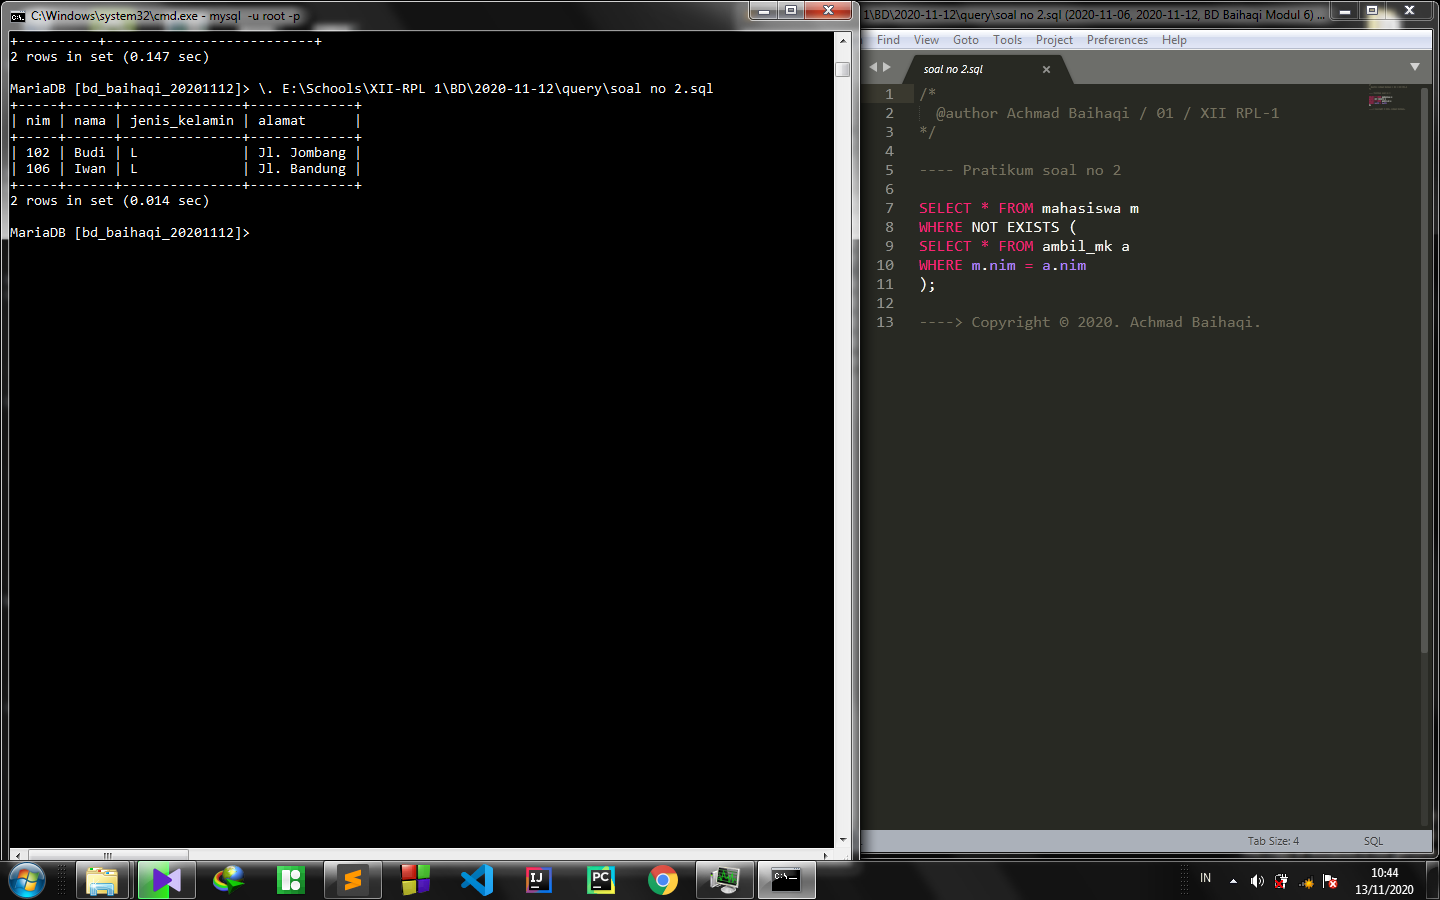 C:\Windows\system32\cmd.exe - mysql  -u root -p
+----------+--------------------------+
2 rows in set (0.147 sec)
MariaDB [bd_baihaqi_20201112]> \. E:\Schools\XII-RPL 1\BD\2020-11-12\query\soal no 2.sql
+-----+------+---------------+-------------+
| nim | nama | jenis_kelamin | alamat      |
+-----+------+---------------+-------------+
| 102 | Budi | L             | Jl. Jombang |
| 106 | Iwan | L             | Jl. Bandung |
+-----+------+---------------+-------------+
2 rows in set (0.014 sec)
MariaDB [bd_baihaqi_20201112]>
1\BD\2020-11-12\query\soal no 2.sql (2020-11-06, 2020-11-12, BD Baihaqi Modul 6) ...
Find View Goto Tools Project Preferences Help
soal no 2.sql
1 /*
2   @author Achmad Baihaqi / 01 / XII RPL-1
3 */
4
5 ---- Pratikum soal no 2
6
7 SELECT * FROM mahasiswa m
8 WHERE NOT EXISTS (
9 SELECT * FROM ambil_mk a
10 WHERE m.nim = a.nim
11 );
12
13 ----> Copyright © 2020. Achmad Baihaqi.
Tab Size: 4 SQL
IJ
PC
C:\_
IN
10:44
13/11/2020